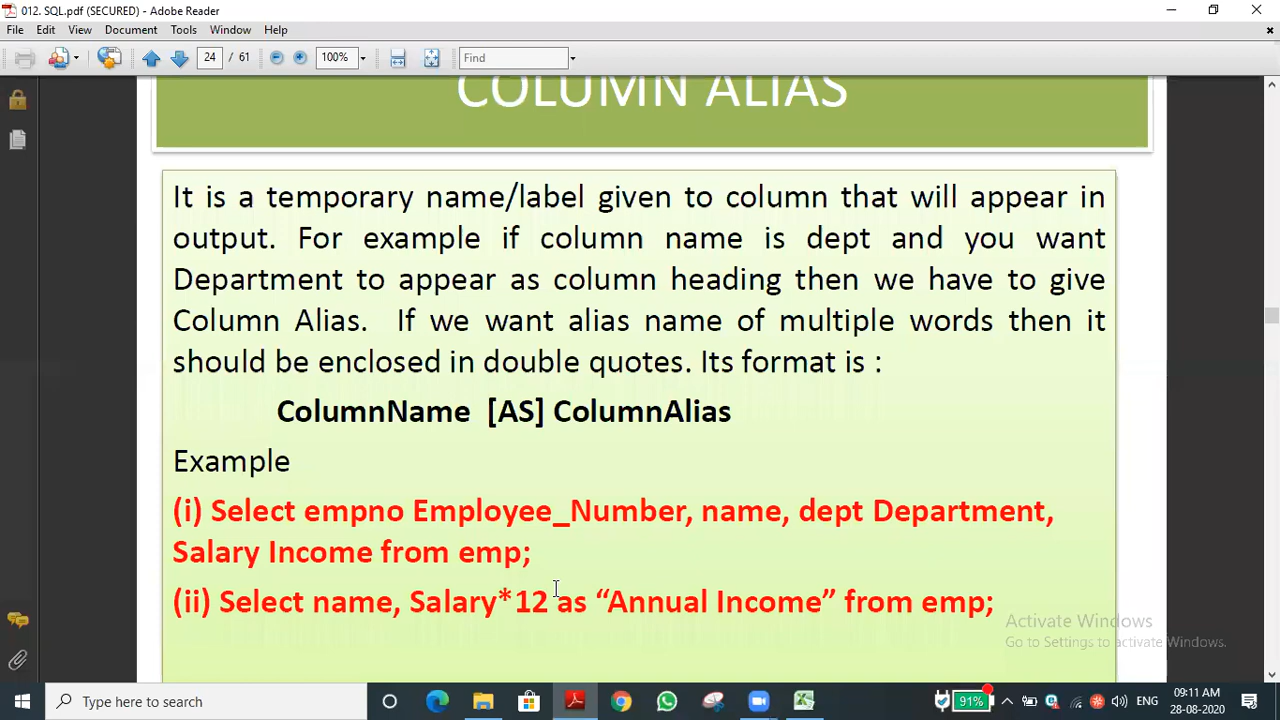 012. SQL.pdf (SECURED) - Adobe Reader
File Edit View Document Tools Window Help
24 / 61 100% Find
COLUMN ALIAS
It is a temporary name/label given to column that will appear in
output. For example if column name is dept and you want
Department to appear as column heading then we have to give
Column Alias. If we want alias name of multiple words then it
should be enclosed in double quotes. Its format is :
ColumnName [AS] ColumnAlias
Example
(i) Select empno Employee_Number, name, dept Department,
Salary Income from emp;
(ii) Select name, Salary*12 as “Annual Income” from emp;
Activate Windows
Go to Settings to activate Windows.
Type here to search
91%
ENG
09:11 AM
28-08-2020